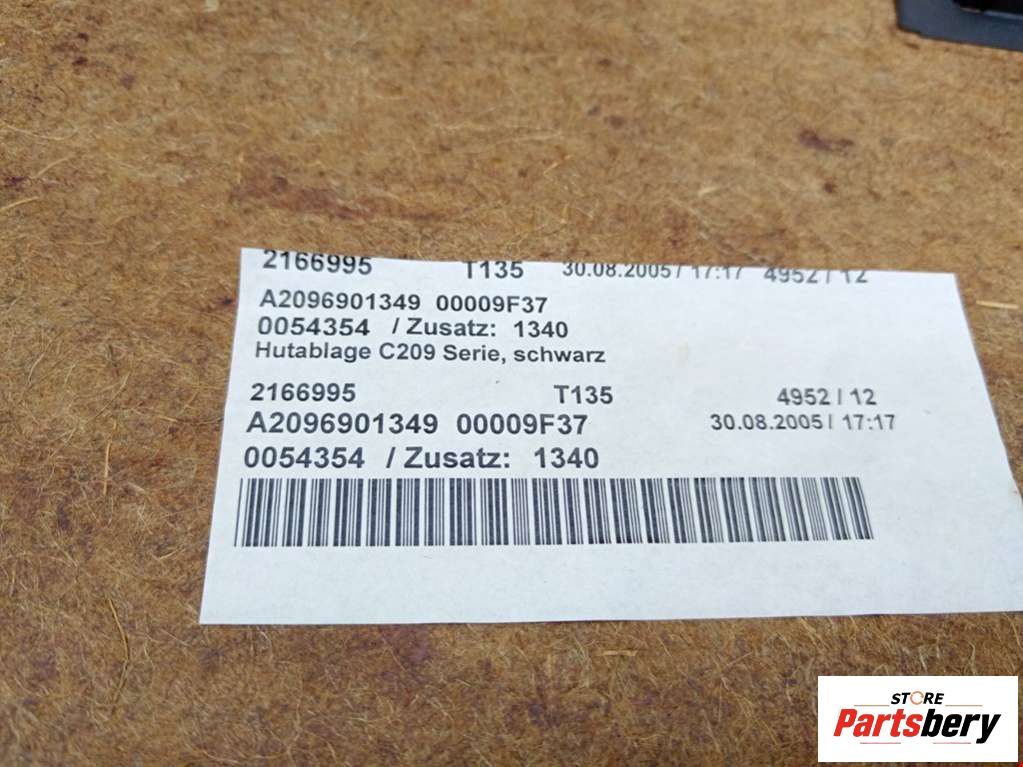 2166995 T135 30.08.2005 / 17:17 4952 / 12
A2096901349 00009F37
0054354 / Zusatz: 1340
Hutablage C209 Serie, schwarz
2166995 T135 4952 / 12
A2096901349 00009F37 30.08.2005 / 17:17
0054354 / Zusatz: 1340
STORE
Partsbery